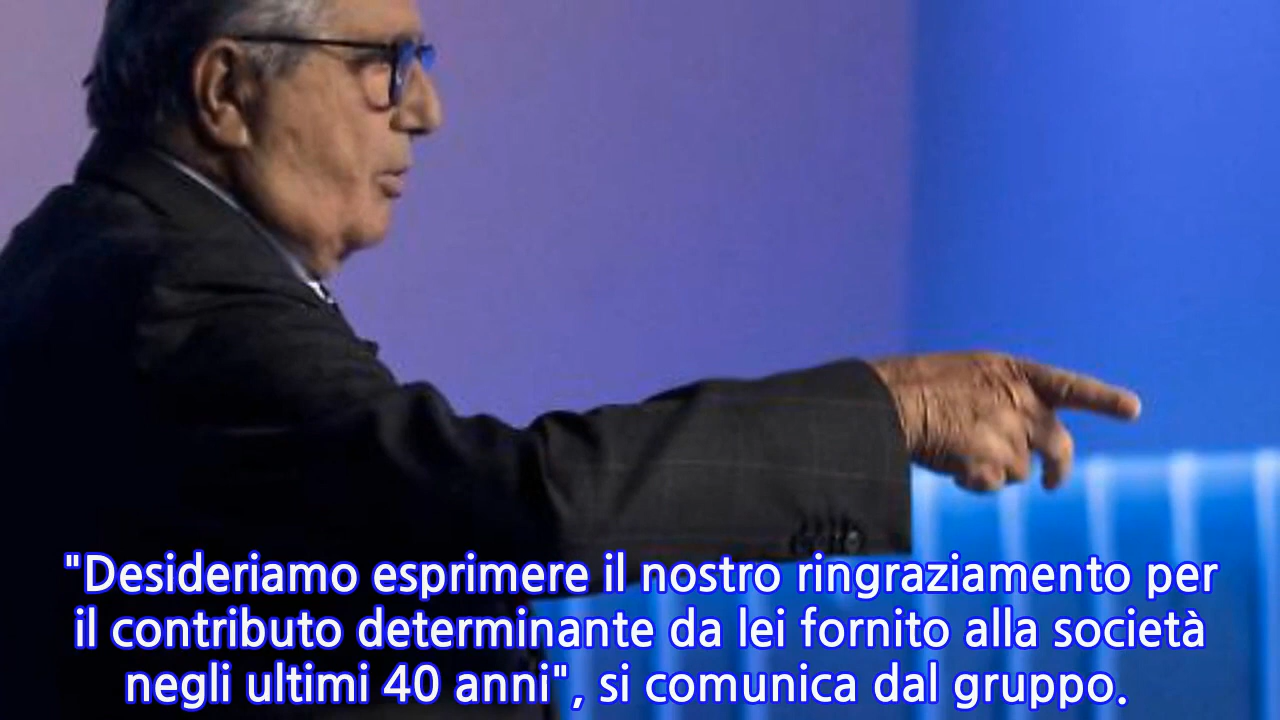 "Desideriamo esprimere il nostro ringraziamento per
il contributo determinante da lei fornito alla società
negli ultimi 40 anni", si comunica dal gruppo.